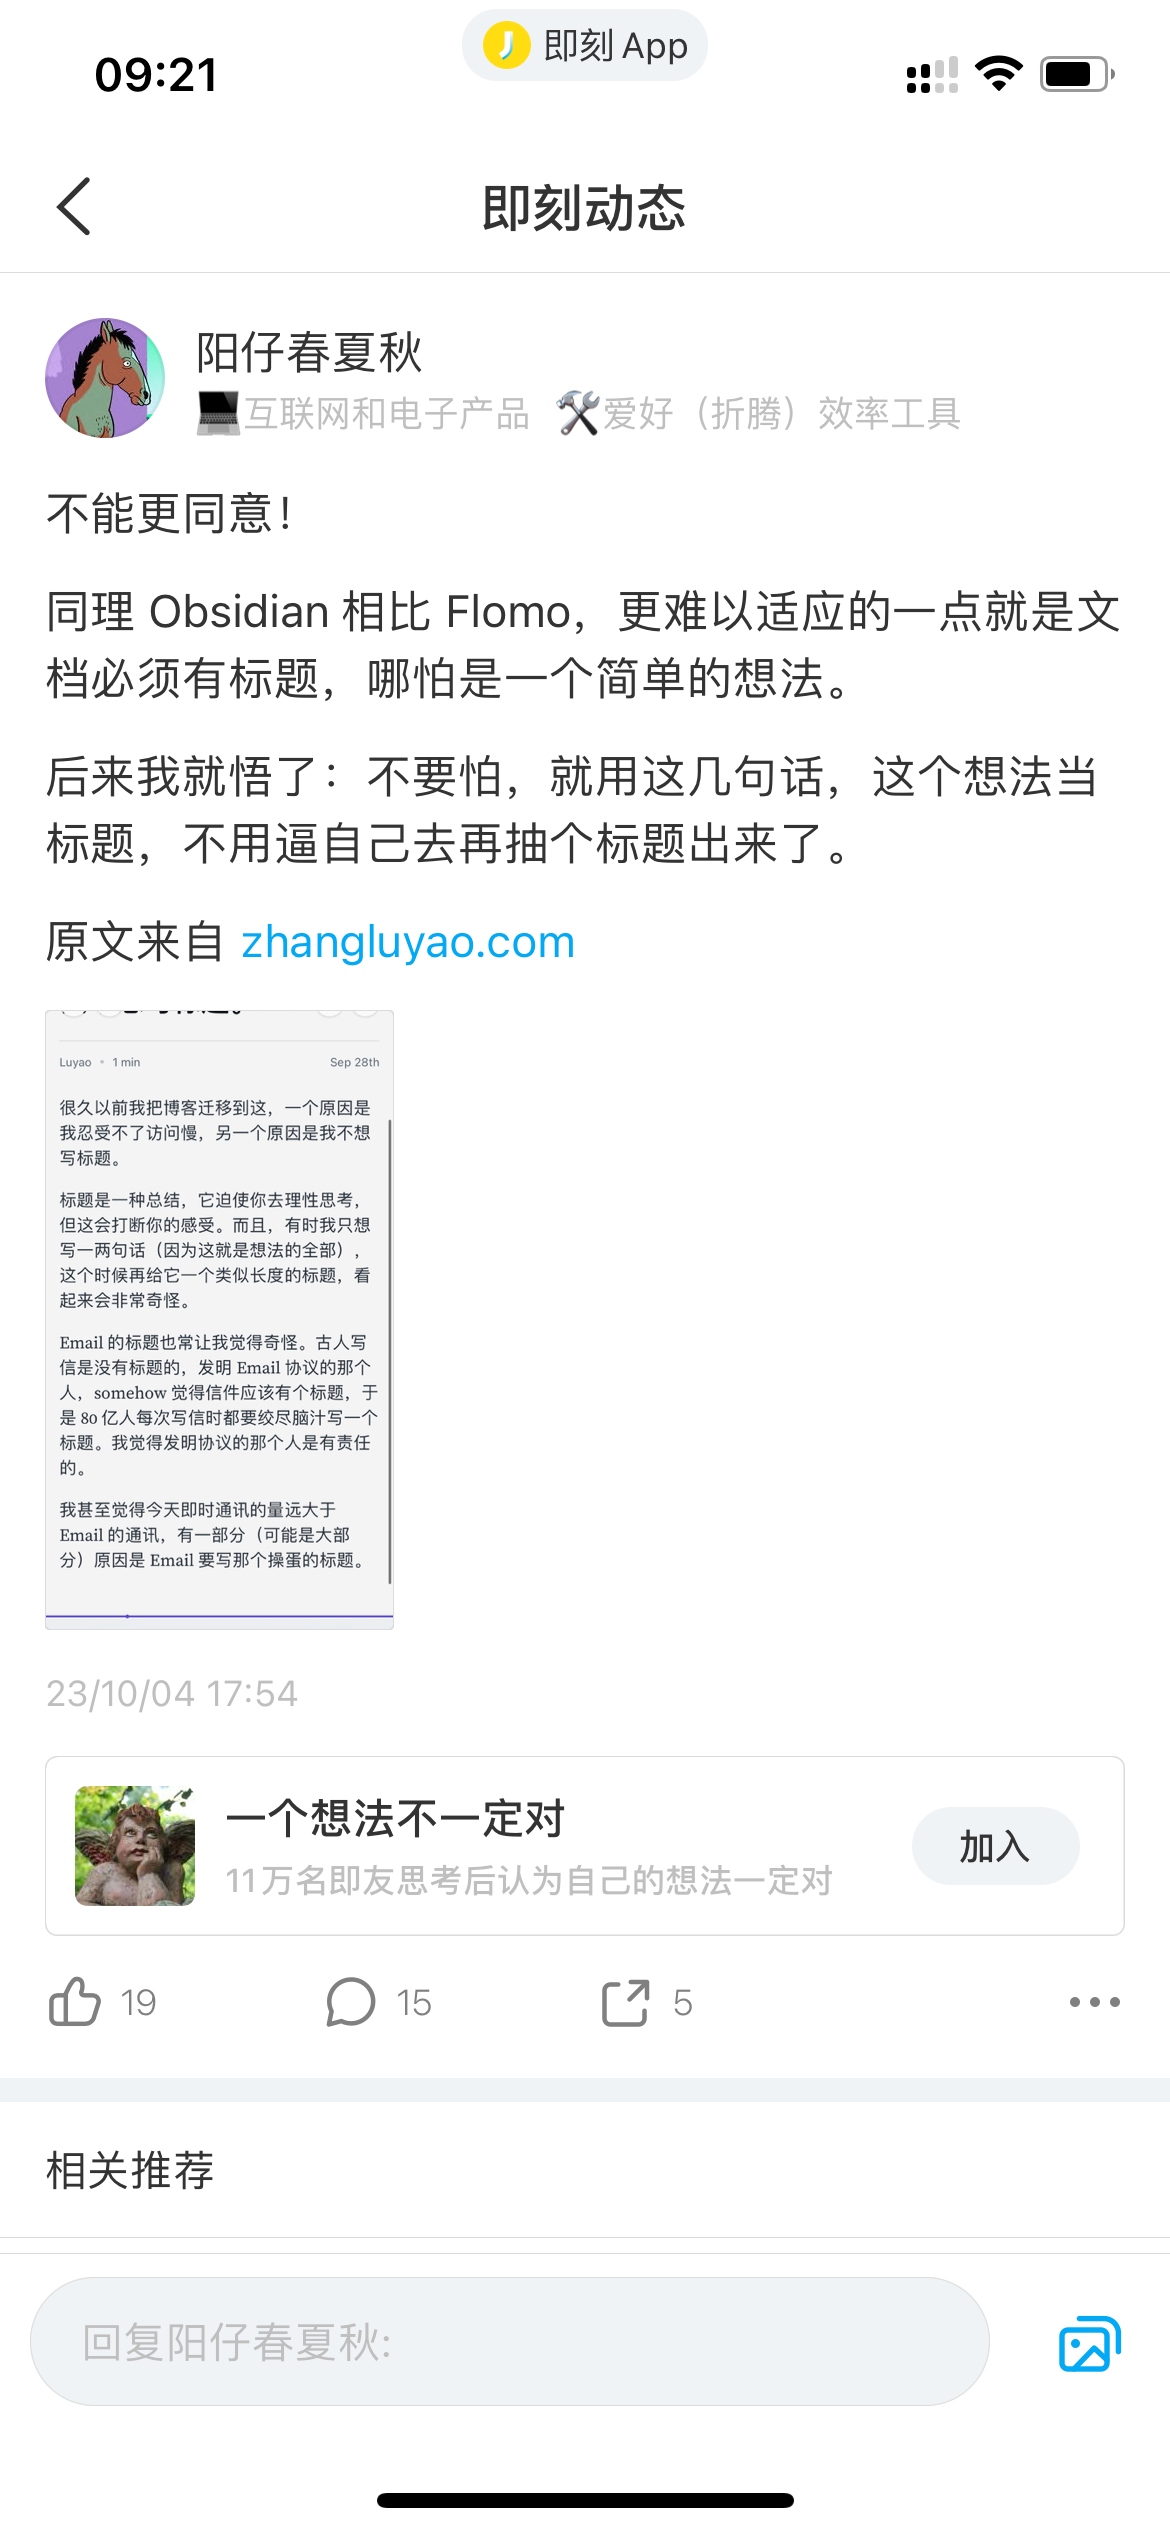 09:21
即刻 App
即刻动态
阳仔春夏秋
互联网和电子产品 爱好（折腾）效率工具
不能更同意！
同理 Obsidian 相比 Flomo，更难以适应的一点就是文
档必须有标题，哪怕是一个简单的想法。
后来我就悟了：不要怕，就用这几句话，这个想法当
标题，不用逼自己去再抽个标题出来了。
原文来自 zhangluyao.com
Luyao • 1 min Sep 28th
很久以前我把博客迁移到这，一个原因是
我忍受不了访问慢，另一个原因是我不想
写标题。
标题是一种总结，它迫使你去理性思考，
但这会打断你的感受。而且，有时我只想
写一两句话（因为这就是想法的全部），
这个时候再给它一个类似长度的标题，看
起来会非常奇怪。
Email 的标题也常让我觉得奇怪。古人写
信是没有标题的，发明 Email 协议的那个
人，somehow 觉得信件应该有个标题，于
是 80 亿人每次写信时都要绞尽脑汁写一个
标题。我觉得发明协议的那个人是有责任
的。
我甚至觉得今天即时通讯的量远大于
Email 的通讯，有一部分（可能是大部
分）原因是 Email 要写那个操蛋的标题。
23/10/04 17:54
一个想法不一定对
11万名即友思考后认为自己的想法一定对
加入
19 15 5
相关推荐
回复阳仔春夏秋: